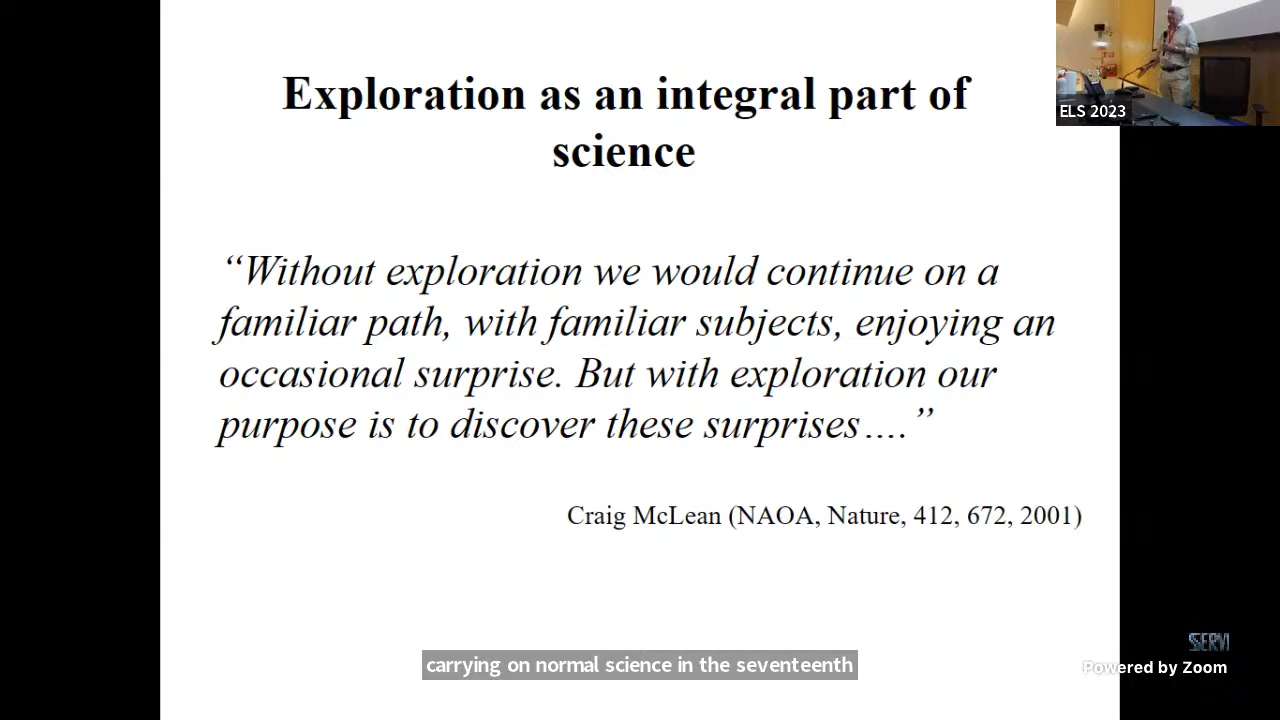 Exploration as an integral part of
science
“Without exploration we would continue on a
familiar path, with familiar subjects, enjoying an
occasional surprise. But with exploration our
purpose is to discover these surprises….”
Craig McLean (NAOA, Nature, 412, 672, 2001)
ELS 2023
carrying on normal science in the seventeenth
Powered by Zoom